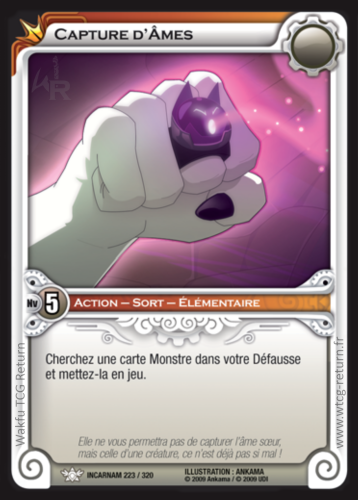 CAPTURE D'ÂMES
WR
Nv 5 ACTION – SORT – ÉLÉMENTAIRE
Cherchez une carte Monstre dans votre Défausse
et mettez-la en jeu.
Elle ne vous permettra pas de capturer l'âme sœur,
mais celle d'une créature, ce n'est déjà pas si mal !
INCARNAM 223 / 320
ILLUSTRATION : ANKAMA
© 2009 Ankama / © 2009 UDI
Wakfu TCG Return
www.wtcg-return.fr